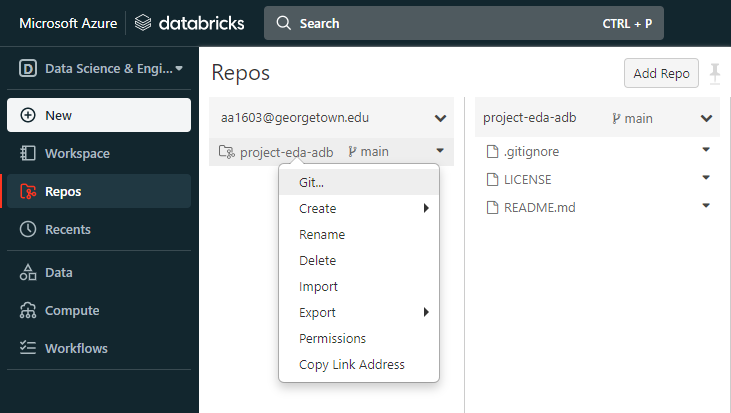 Microsoft Azure databricks
Search CTRL + P
Data Science & Engi...
New
Workspace
Repos
Recents
Data
Compute
Workflows
Repos
Add Repo
aa1603@georgetown.edu
project-eda-adb main
Git...
Create
Rename
Delete
Import
Export
Permissions
Copy Link Address
project-eda-adb main
.gitignore
LICENSE
README.md